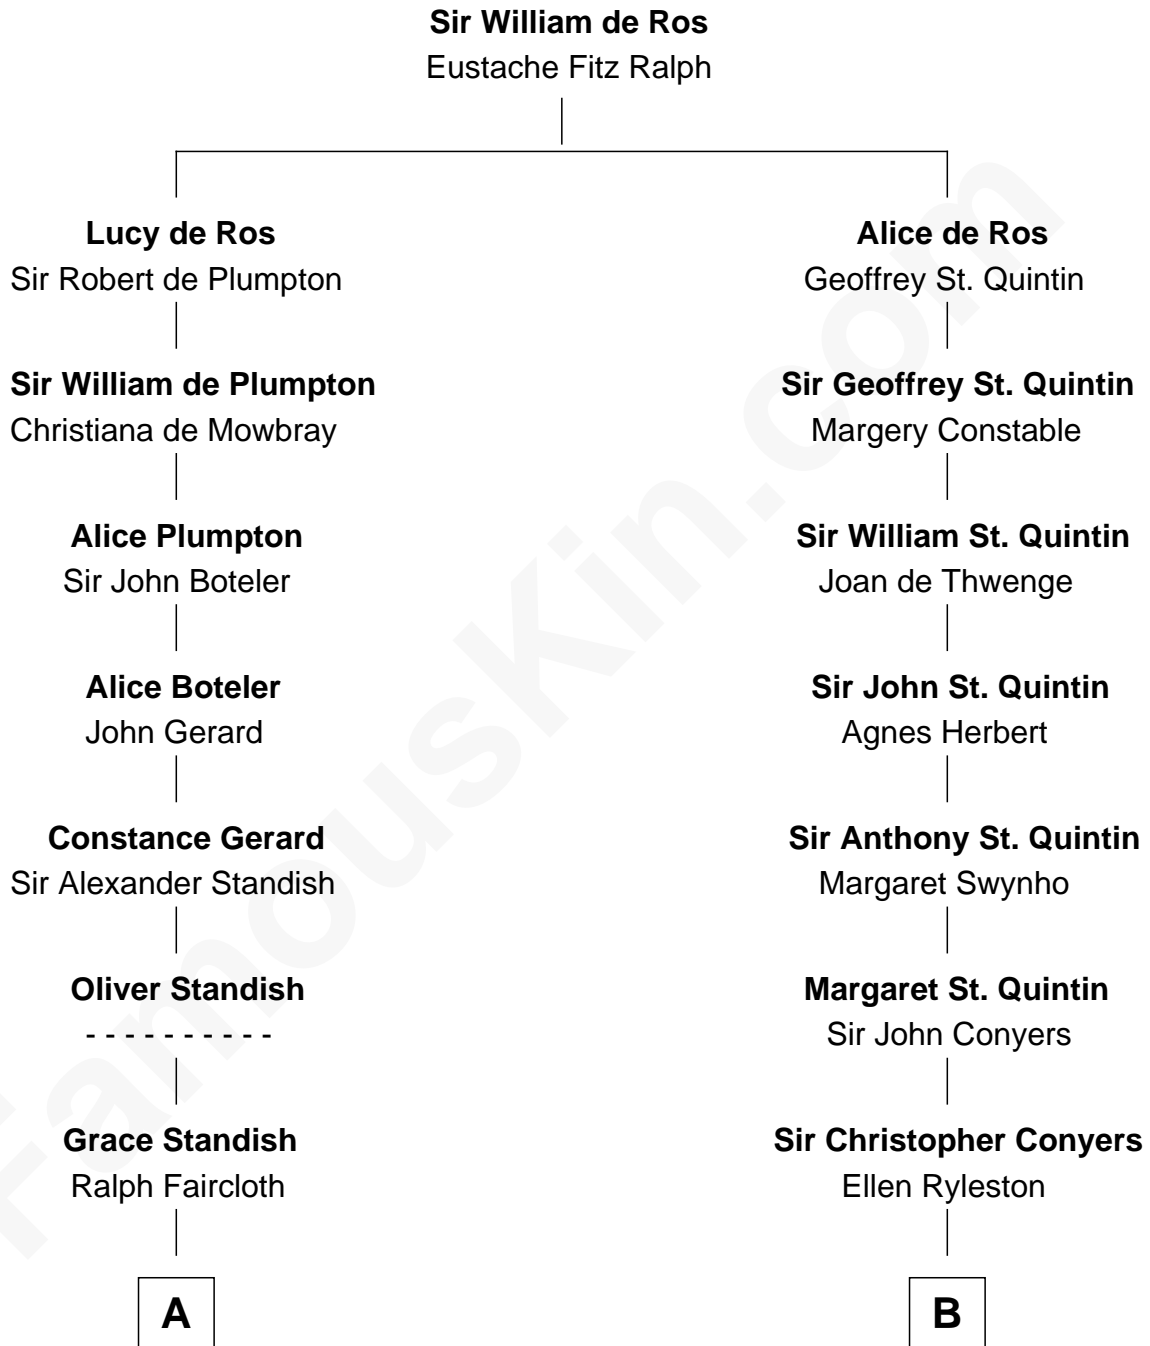 Sir William de Ros
Eustache Fitz Ralph
Lucy de Ros
Sir Robert de Plumpton
Alice de Ros
Geoffrey St. Quintin
Sir William de Plumpton
Christiana de Mowbray
Sir Geoffrey St. Quintin
Margery Constable
Alice Plumpton
Sir John Boteler
Sir William St. Quintin
Joan de Thwenge
Alice Boteler
John Gerard
Sir John St. Quintin
Agnes Herbert
Constance Gerard
Sir Alexander Standish
Sir Anthony St. Quintin
Margaret Swynho
Oliver Standish
- - - - - - - - - -
Margaret St. Quintin
Sir John Conyers
Grace Standish
Ralph Faircloth
Sir Christopher Conyers
Ellen Ryleston
A
B
FamousKin.com